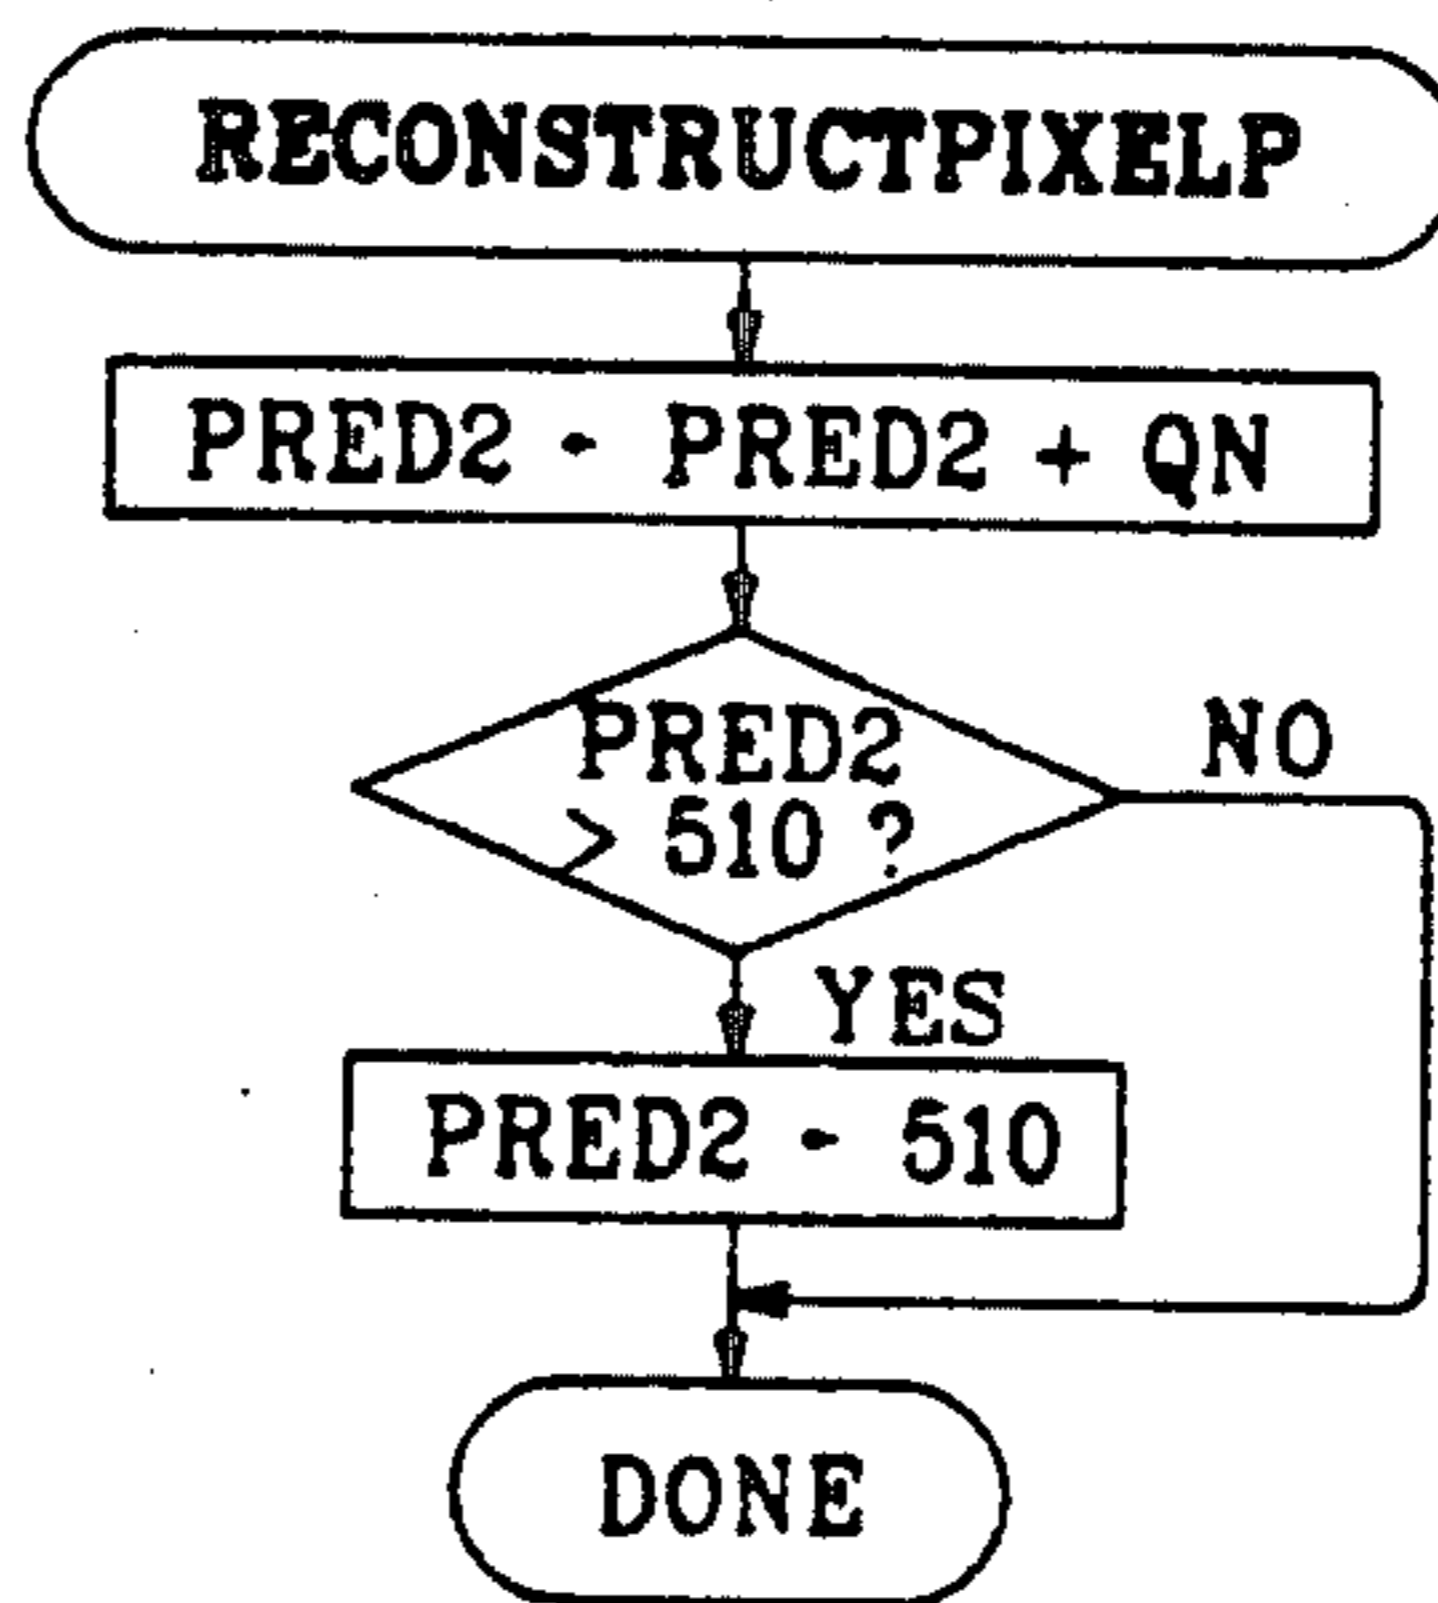 RECONSTRUCTPIXELP
PRED2 ← PRED2 + QN
PRED2
> 510 ?
NO
YES
PRED2 ← 510
DONE